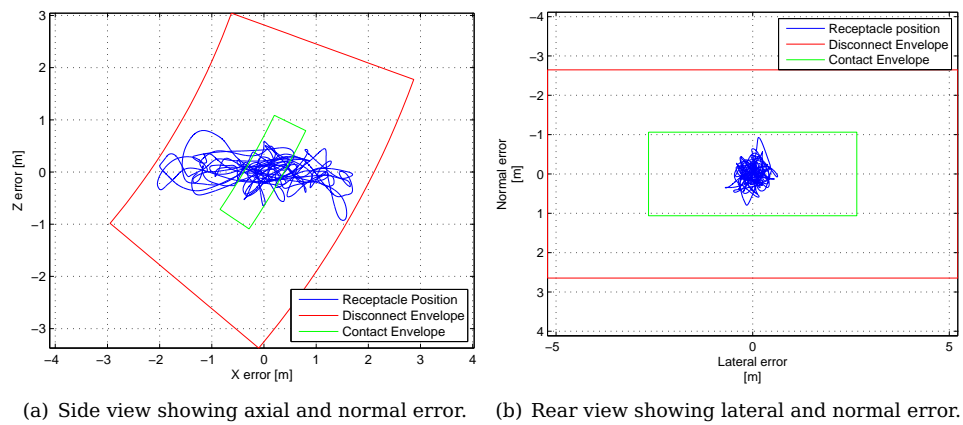 3
2
1
0
−1
−2
−3
Z error [m]
−4
−3
−2
−1
0
1
2
3
4
X error [m]
Receptacle Position
Disconnect Envelope
Contact Envelope
(a) Side view showing axial and normal error.
−4
−3
−2
−1
0
1
2
3
4
Normal error
[m]
−5
0
5
Lateral error
[m]
Receptacle position
Disconnect Envelope
Contact Envelope
(b) Rear view showing lateral and normal error.